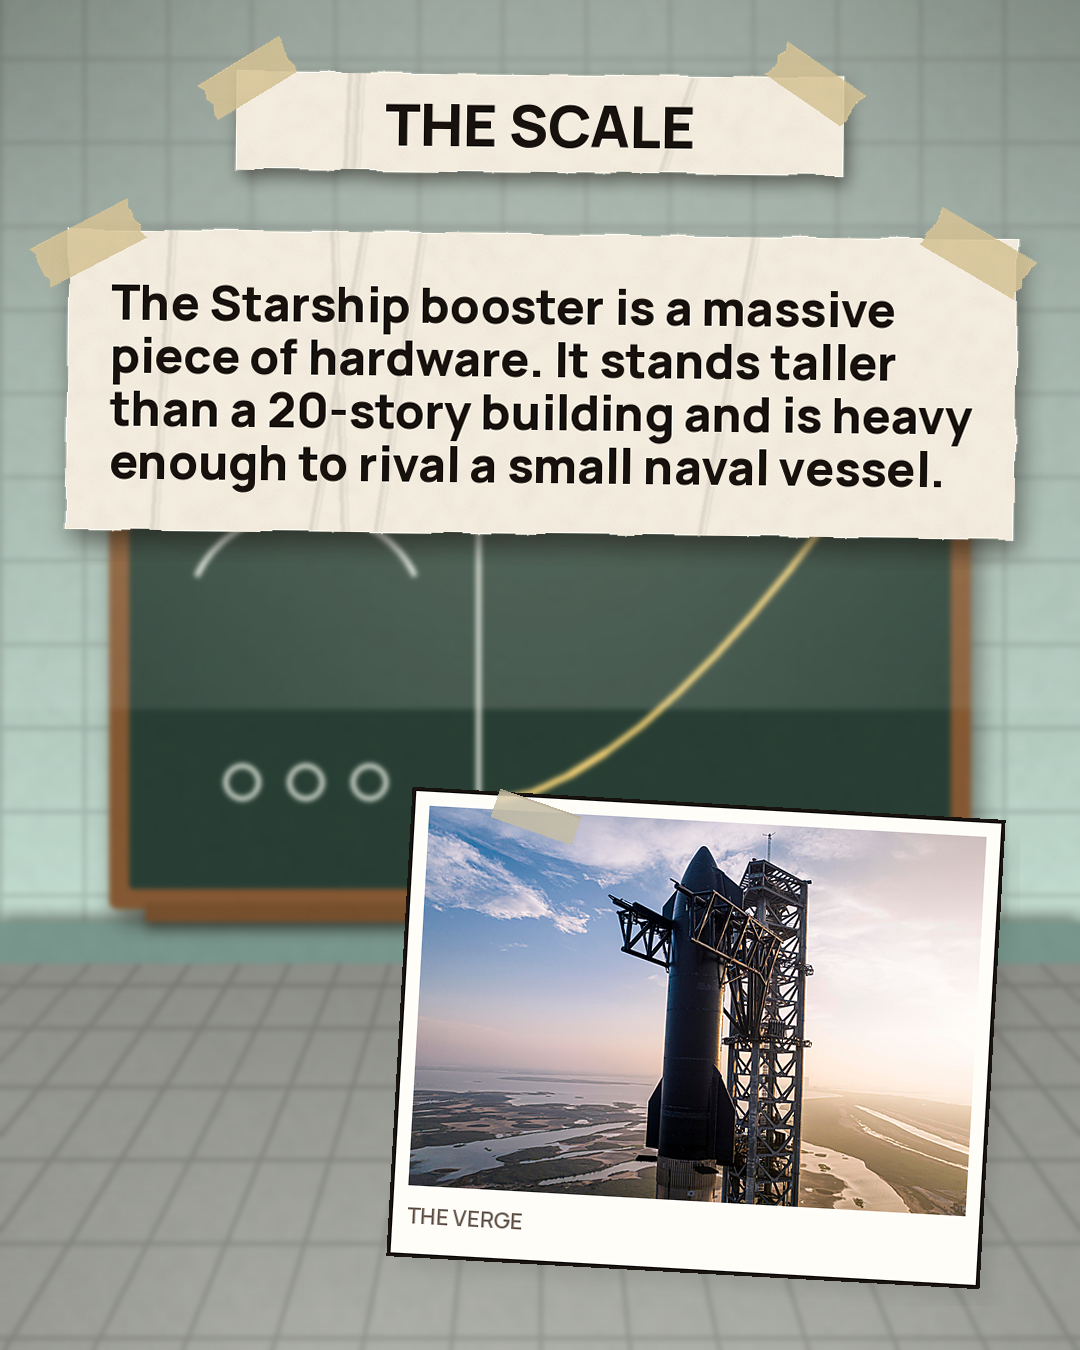 THE SCALE
The Starship booster is a massive
piece of hardware. It stands taller
than a 20-story building and is heavy
enough to rival a small naval vessel.
THE VERGE